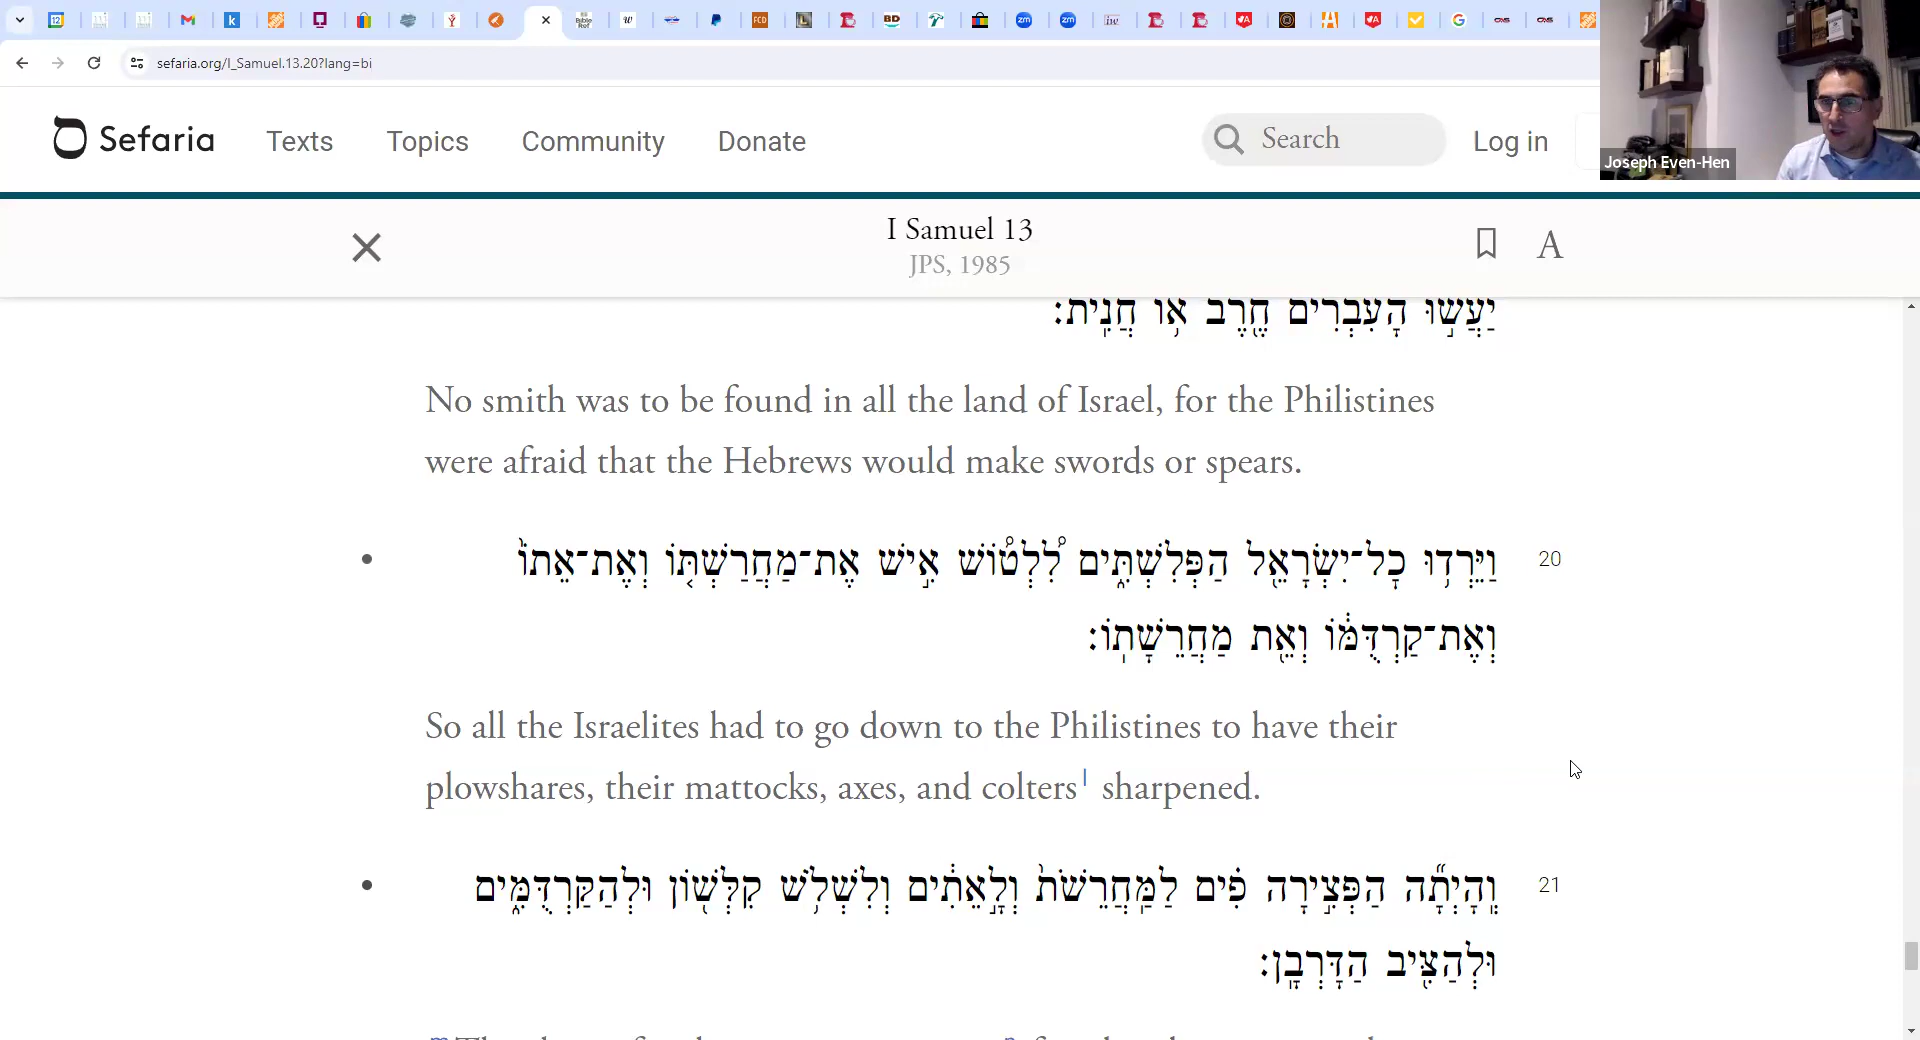 sefaria.org/I_Samuel.13.20?lang=bi
Sefaria Texts Topics Community Donate Search Log in
Joseph Even-Hen
I Samuel 13
JPS, 1985
יַעֲשׂ֣וּ הָעִבְרִ֔ים חֶ֖רֶב א֥וֹ חֲנִֽית׃
No smith was to be found in all the land of Israel, for the Philistines
were afraid that the Hebrews would make swords or spears.
20
וַיֵּרְד֥וּ כׇל־יִשְׂרָאֵ֖ל הַפְּלִשְׁתִּ֑ים לִ֠לְט֠וֹשׁ אִ֣ישׁ אֶת־מַחֲרַשְׁתּ֤וֹ וְאֶת־אֵתוֹ֙
וְאֶת־קַרְדֻּמּ֔וֹ וְאֵ֖ת מַחֲרֵשָׁתֽוֹ׃
So all the Israelites had to go down to the Philistines to have their
plowshares, their mattocks, axes, and colters l sharpened.
21
וְֽהָיְתָ֞ה הַפְּצִ֣ירָה פִ֗ים לַמַּֽחֲרֵשֹׁת֙ וְלָ֣אֵתִ֔ים וְלִשְׁלֹ֥שׁ קִלְּשׁ֖וֹן וּלְהַקַּרְדֻּמִּ֑ים
וּלְהַצִּ֖יב הַדׇּרְבָֽן׃